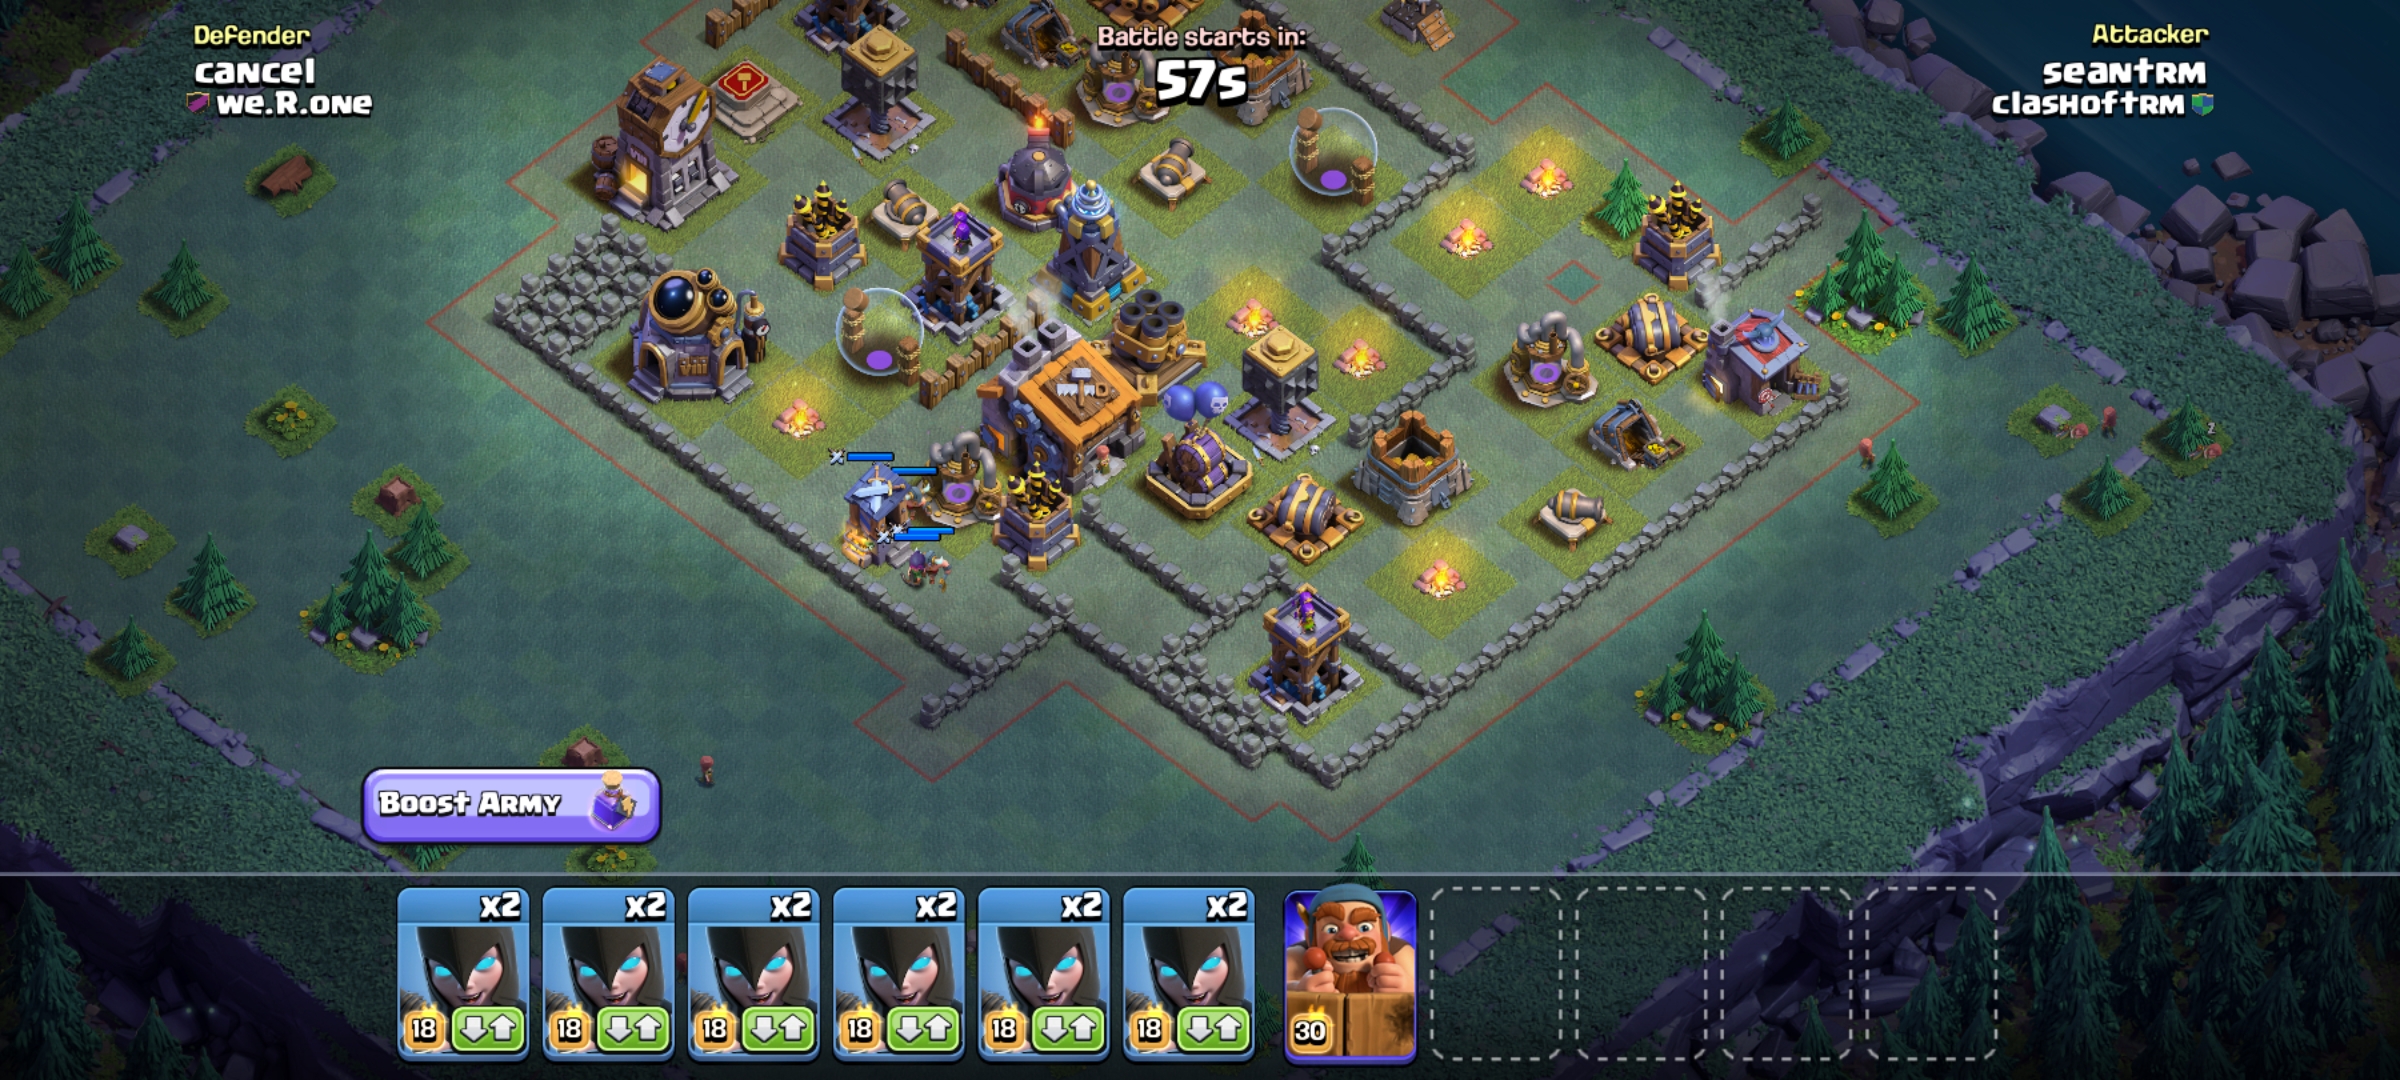 Defender
cancel
we.R.one
Battle starts in:
57s
Attacker
seantRM
clashoftRM
VIII
Boost Army
x2
x2
x2
x2
x2
x2
18
18
18
18
18
18
30